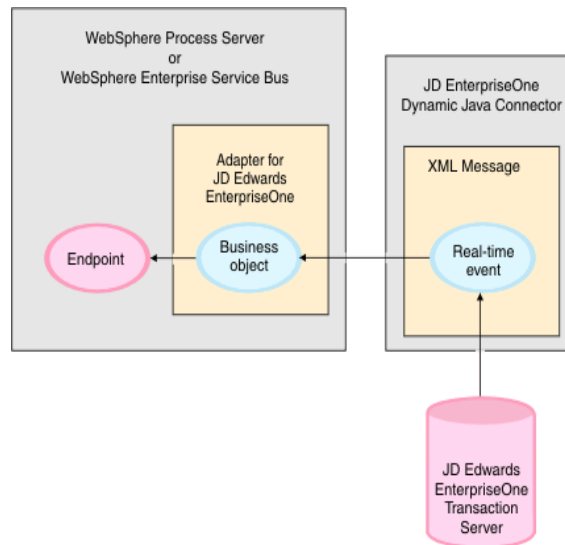 WebSphere Process Server
or
WebSphere Enterprise Service Bus
JD EnterpriseOne
Dynamic Java Connector
Adapter for
JD Edwards
EnterpriseOne
XML Message
Endpoint
Business
object
Real-time
event
JD Edwards
EnterpriseOne
Transaction
Server